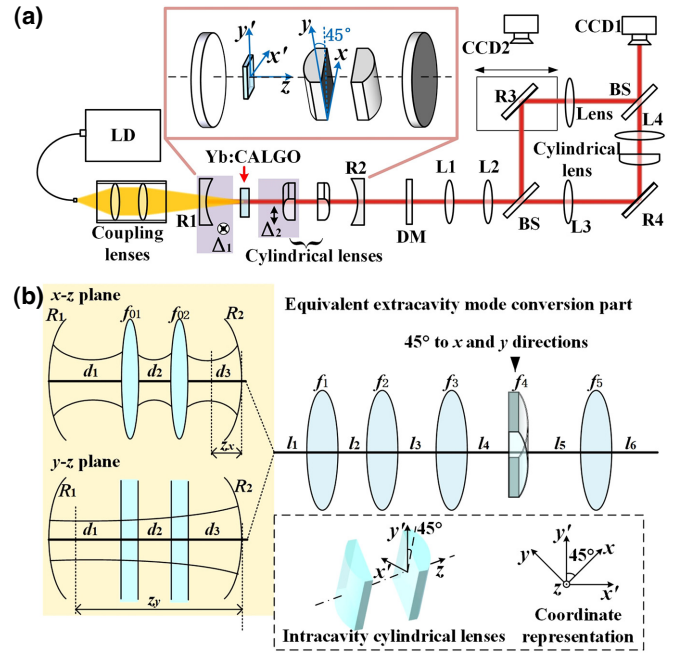 (a)
y′
x′
z
y
45°
x
CCD2
CCD1
LD
R3
Lens
BS
L4
Cylindrical
lens
Yb:CALGO
R1
R2
L1
L2
Coupling
lenses
Δ1
Δ2
Cylindrical lenses
DM
BS
L3
R4
(b)
x-z plane
R1
f01
f02
R2
d1
d2
d3
zx
y-z plane
R1
R2
d1
d2
d3
zy
Equivalent extracavity mode conversion part
45° to x and y directions
f1
f2
f3
f4
f5
l1
l2
l3
l4
l5
l6
y′
45°
x′
z
Intracavity cylindrical lenses
y′
y
45°
x
z
x′
Coordinate
representation